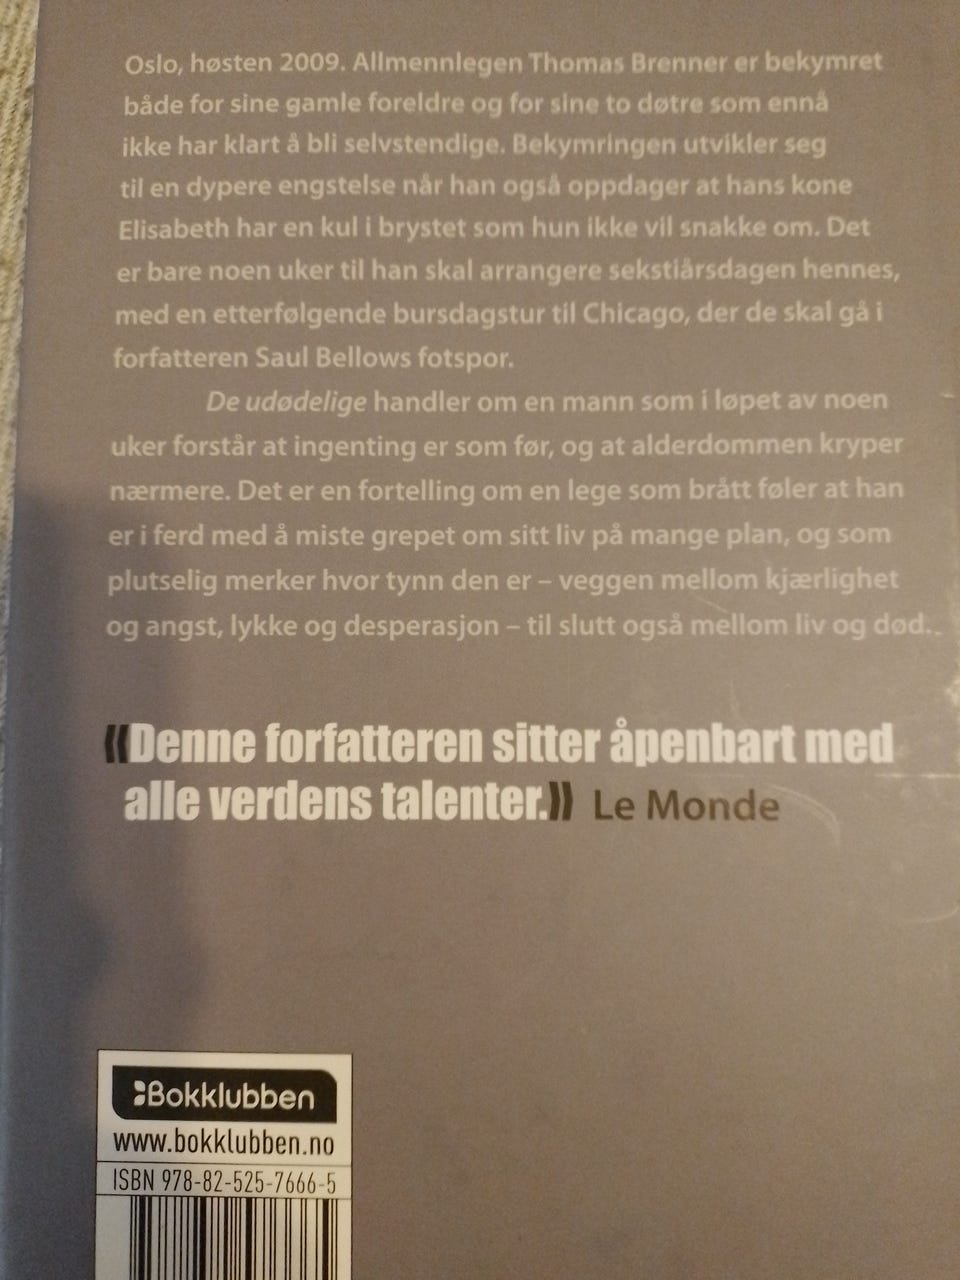 Oslo, høsten 2009. Allmennlegen Thomas Brenner er bekymret
både for sine gamle foreldre og for sine to døtre som ennå
ikke har klart å bli selvstendige. Bekymringen utvikler seg
til en dypere engstelse når han også oppdager at hans kone
Elisabeth har en kul i brystet som hun ikke vil snakke om. Det
er bare noen uker til han skal arrangere sekstiårsdagen hennes,
med en etterfølgende bursdagstur til Chicago, der de skal gå i
forfatteren Saul Bellows fotspor.
De udødelige handler om en mann som i løpet av noen
uker forstår at ingenting er som før, og at alderdommen kryper
nærmere. Det er en fortelling om en lege som brått føler at han
er i ferd med å miste grepet om sitt liv på mange plan, og som
plutselig merker hvor tynn den er – veggen mellom kjærlighet
og angst, lykke og desperasjon – til slutt også mellom liv og død.
«Denne forfatteren sitter åpenbart med
alle verdens talenter.» Le Monde
Bokklubben
www.bokklubben.no
ISBN 978-82-525-7666-5